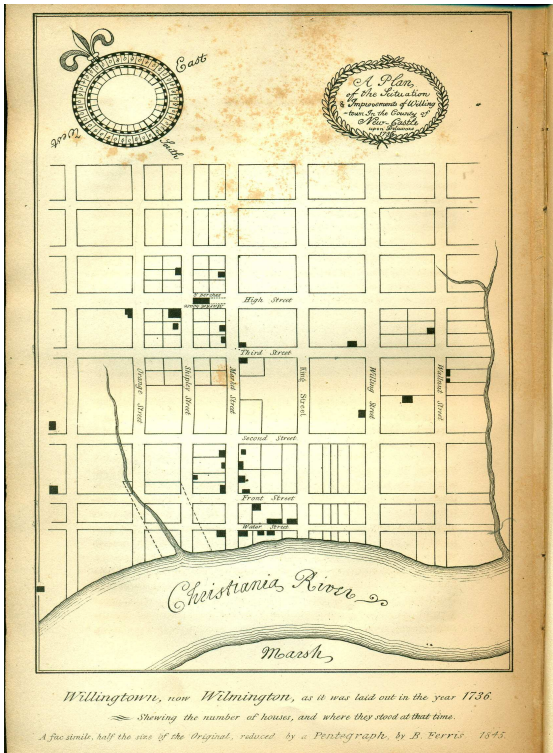 East
West
South
A Plan
of the Scituation
& Improvements of Willing
-town In the County of
New-Castle
upon Delaware
High Street
Third Street
Orange Street
Shipley Street
Market Street
King Street
Willing Street
Walnut Street
Second Street
Front Street
Water Street
Christiania River
Marsh
Willingtown, now Wilmington, as it was laid out in the year 1736.
Shewing the number of houses, and where they stood at that time.
A fac simile, half the size of the Original, reduced by a Pentegraph, by B. Ferris. 1845.